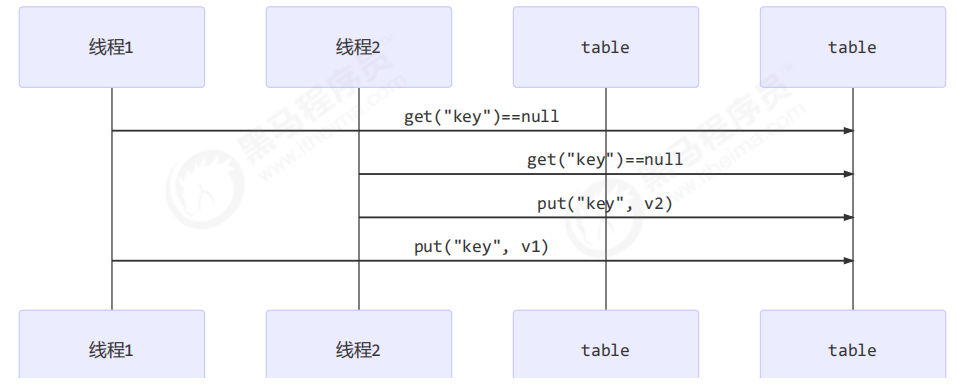 线程1 线程2 table table
get("key")==null
get("key")==null
put("key", v2)
put("key", v1)
线程1 线程2 table table
黑马程序员
www.itheima.com
黑马程序员
www.itheima.com